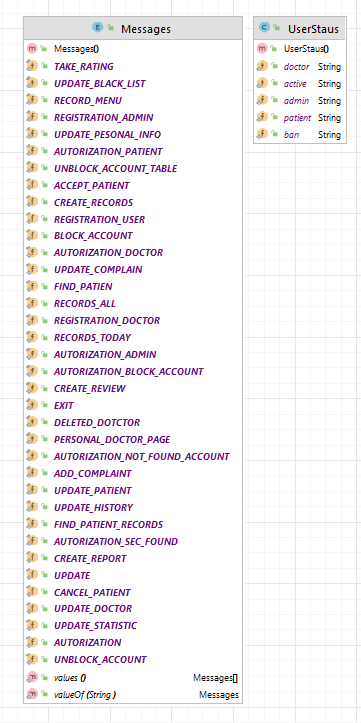 Messages
Messages()
TAKE_RATING
UPDATE_BLACK_LIST
RECORD_MENU
REGISTRATION_ADMIN
UPDATE_PESONAL_INFO
AUTORIZATION_PATIENT
UNBLOCK_ACCOUNT_TABLE
ACCEPT_PATIENT
CREATE_RECORDS
REGISTRATION_USER
BLOCK_ACCOUNT
AUTORIZATION_DOCTOR
UPDATE_COMPLAIN
FIND_PATIEN
RECORDS_ALL
REGISTRATION_DOCTOR
RECORDS_TODAY
AUTORIZATION_ADMIN
AUTORIZATION_BLOCK_ACCOUNT
CREATE_REVIEW
EXIT
DELETED_DOTCTOR
PERSONAL_DOCTOR_PAGE
AUTORIZATION_NOT_FOUND_ACCOUNT
ADD_COMPLAINT
UPDATE_PATIENT
UPDATE_HISTORY
FIND_PATIENT_RECORDS
AUTORIZATION_SEC_FOUND
CREATE_REPORT
UPDATE
CANCEL_PATIENT
UPDATE_DOCTOR
UPDATE_STATISTIC
AUTORIZATION
UNBLOCK_ACCOUNT
values () Messages[]
valueOf (String ) Messages
UserStaus
UserStaus()
doctor String
active String
admin String
patient String
ban String